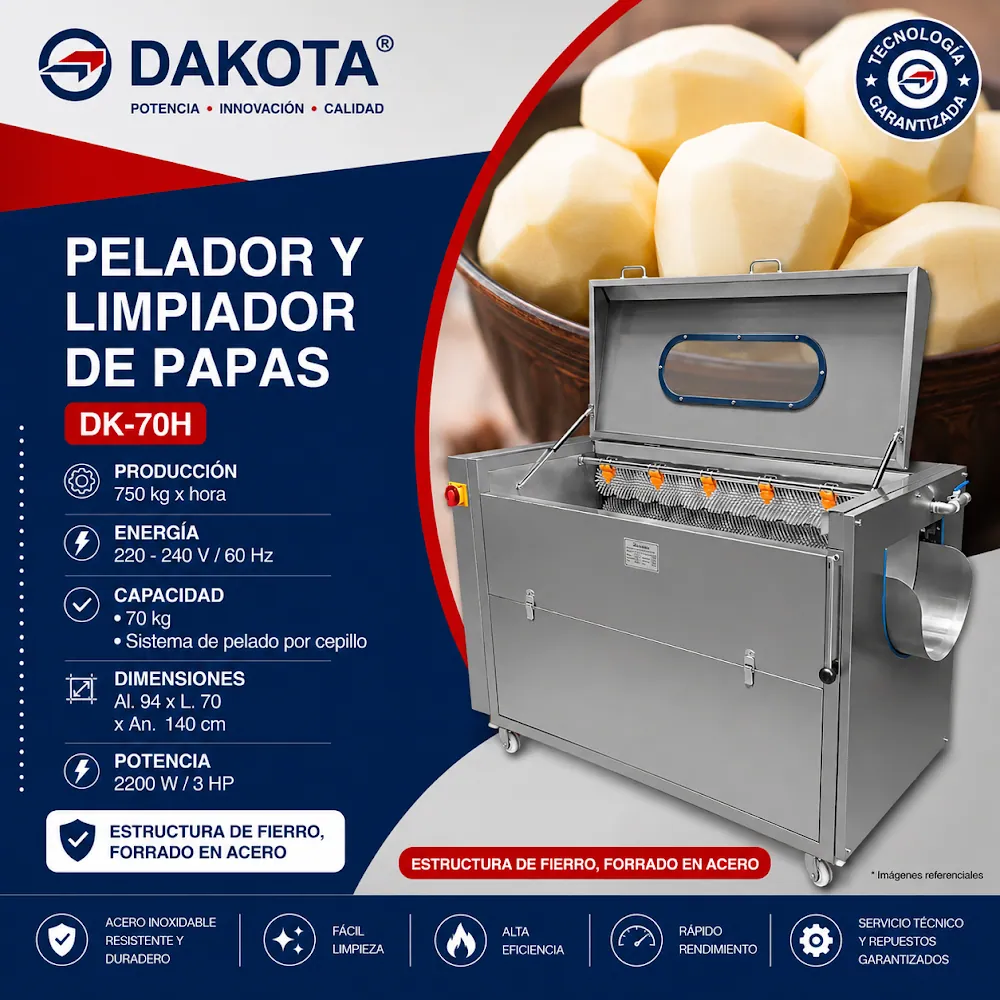 DAKOTA®
POTENCIA • INNOVACIÓN • CALIDAD
TECNOLOGÍA
GARANTIZADA
PELADOR Y
LIMPIADOR
DE PAPAS
DK-70H
PRODUCCIÓN
750 kg x hora
ENERGÍA
220 - 240 V / 60 Hz
CAPACIDAD
• 70 kg
• Sistema de pelado por cepillo
DIMENSIONES
Al. 94 x L. 70
x An. 140 cm
POTENCIA
2200 W / 3 HP
ESTRUCTURA DE FIERRO,
FORRADO EN ACERO
ESTRUCTURA DE FIERRO, FORRADO EN ACERO
* Imágenes referenciales
ACERO INOXIDABLE
RESISTENTE Y
DURADERO
FÁCIL
LIMPIEZA
ALTA
EFICIENCIA
RÁPIDO
RENDIMIENTO
SERVICIO TÉCNICO
Y REPUESTOS
GARANTIZADOS